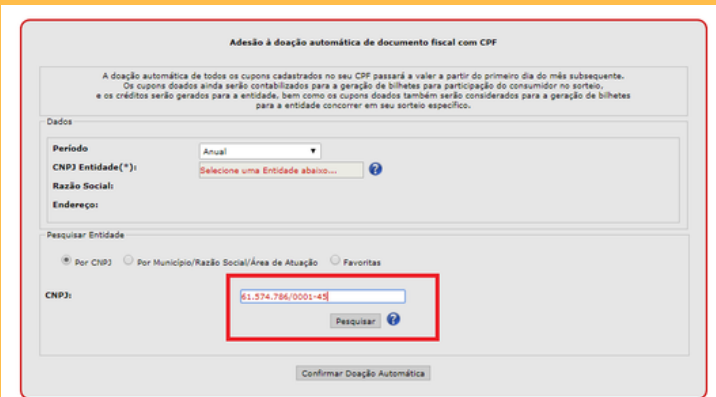 Adesão à doação automática de documento fiscal com CPF
A doação automática de todos os cupons cadastrados no seu CPF passará a valer a partir do primeiro dia do mês subsequente.
Os cupons doados ainda serão contabilizados para a geração de bilhetes para participação do consumidor no sorteio,
e os créditos serão gerados para a entidade, bem como os cupons doados também serão considerados para a geração de bilhetes
para a entidade concorrer em seu sorteio específico.
Dados
Período Anual
CNPJ Entidade(*): Selecione uma Entidade abaixo...
Razão Social:
Endereço:
Pesquisar Entidade
Por CNPJ Por Município/Razão Social/Área de Atuação Favoritas
CNPJ: 61.574.786/0001-45
Pesquisar
Confirmar Doação Automática